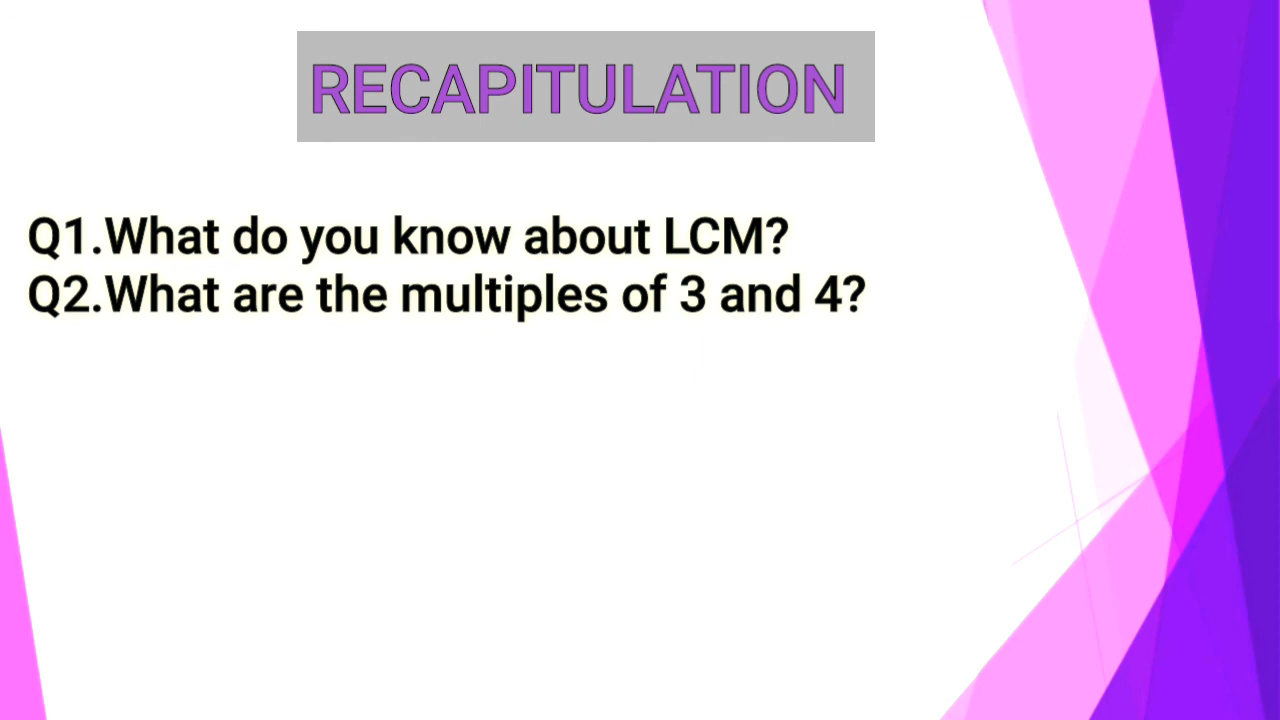 RECAPITULATION
Q1.What do you know about LCM?
Q2.What are the multiples of 3 and 4?